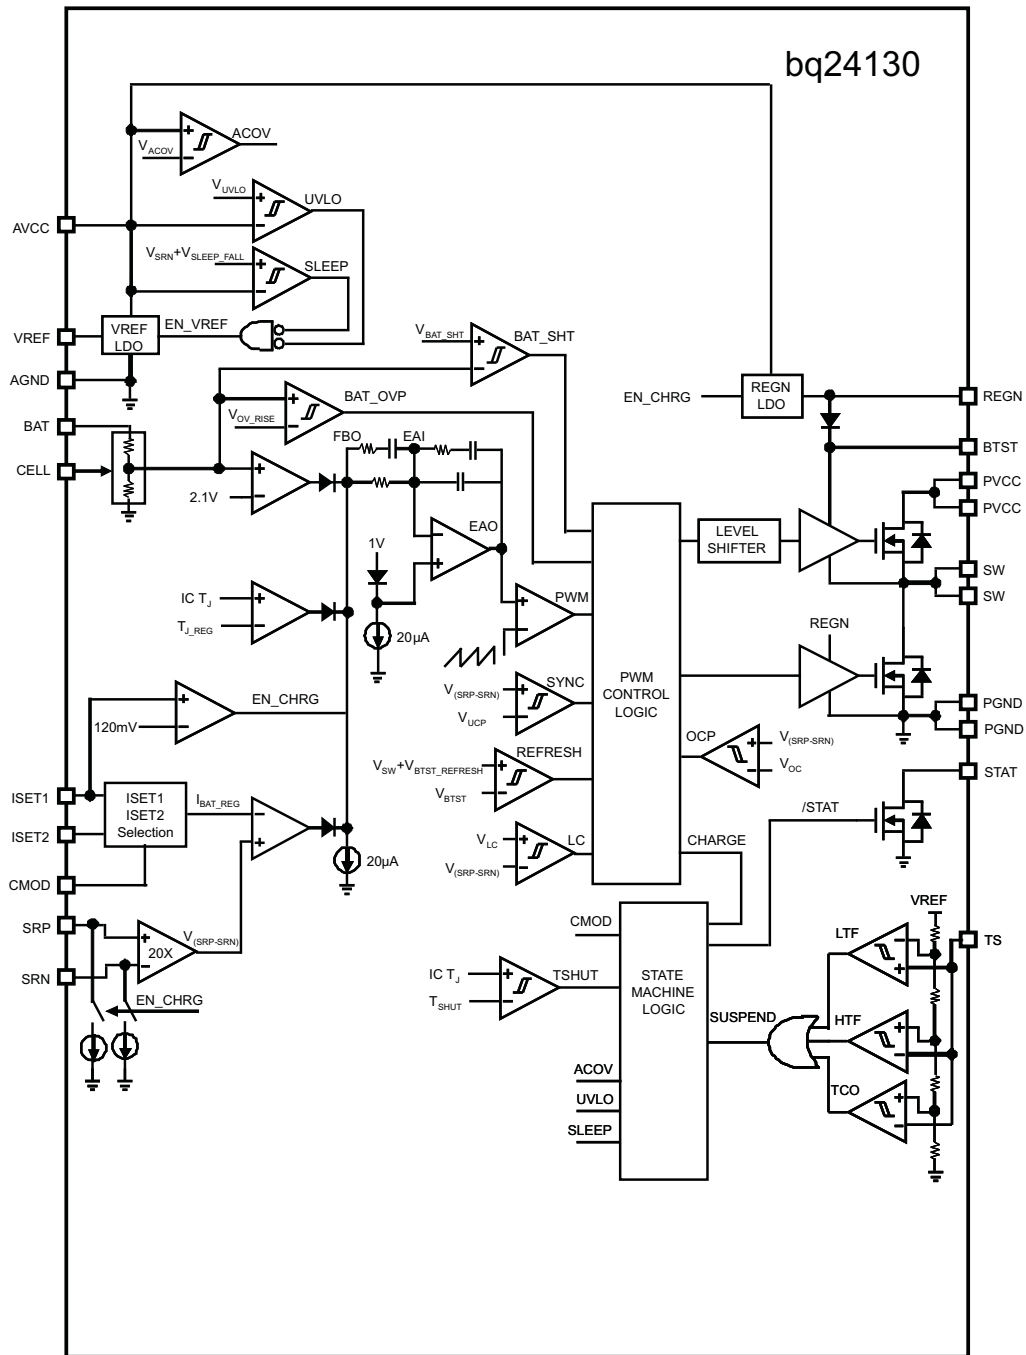 bq24130
ACOV
V_ACOV
V_UVLO
UVLO
AVCC
V_SRN+V_SLEEP_FALL
SLEEP
EN_VREF
VREF
VREF
LDO
V_BAT_SHT
BAT_SHT
AGND
REGN
LDO
EN_CHRG
REGN
BAT_OVP
V_OV_RISE
BAT
FBO
EAI
BTST
CELL
PVCC
2.1V
PVCC
EAO
LEVEL
SHIFTER
1V
SW
SW
IC T_J
PWM
T_J_REG
20µA
REGN
V_(SRP-SRN)
SYNC
PWM
CONTROL
LOGIC
EN_CHRG
PGND
V_UCP
120mV
PGND
OCP
V_(SRP-SRN)
REFRESH
V_SW+V_BTST_REFRESH
V_OC
STAT
ISET1
ISET1
ISET2
Selection
I_BAT_REG
V_BTST
/STAT
ISET2
V_LC
LC
CHARGE
20µA
V_(SRP-SRN)
CMOD
VREF
SRP
CMOD
LTF
TS
V_(SRP-SRN)
20X
IC T_J
TSHUT
STATE
MACHINE
LOGIC
SRN
T_SHUT
EN_CHRG
SUSPEND
HTF
ACOV
TCO
UVLO
SLEEP